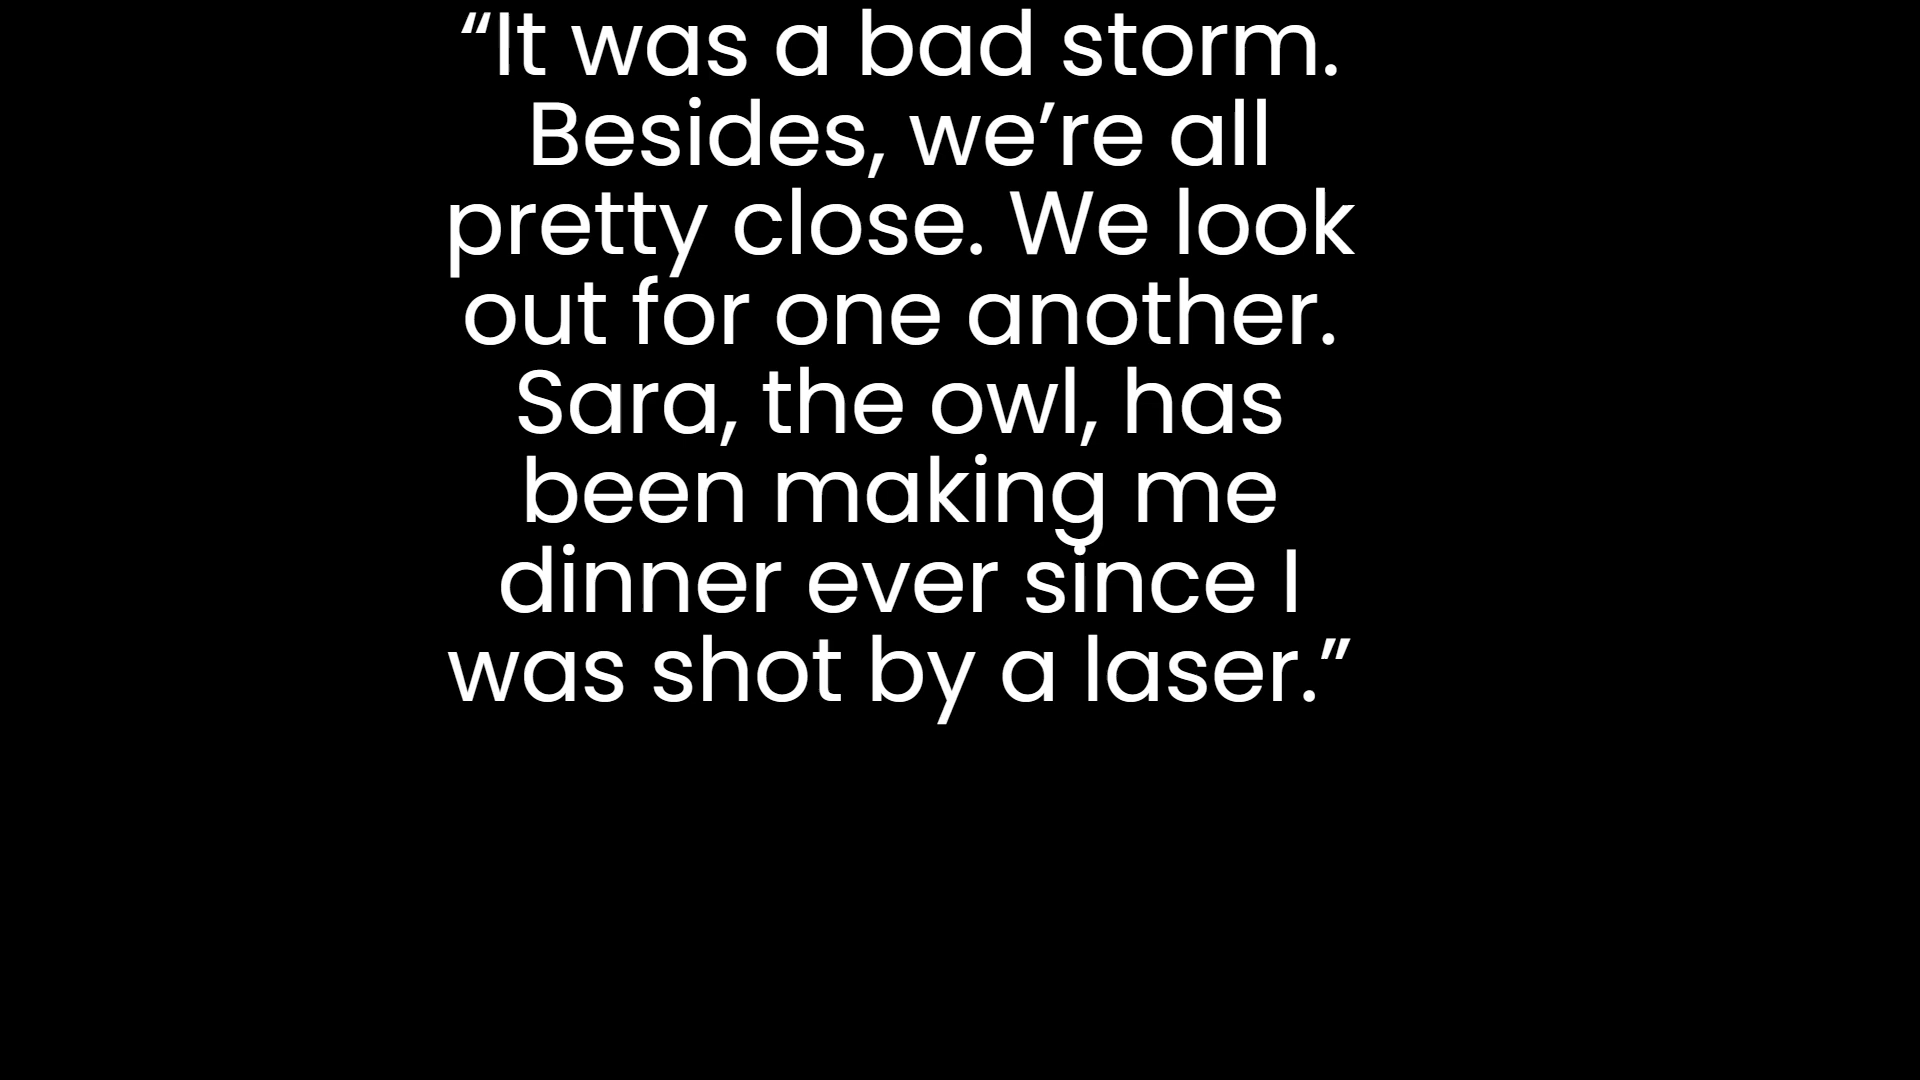 “It was a bad storm.
Besides, we’re all
pretty close. We look
out for one another.
Sara, the owl, has
been making me
dinner ever since I
was shot by a laser.”